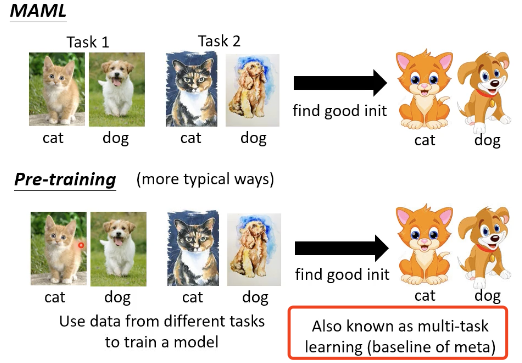 MAML
Task 1
Task 2
cat
dog
cat
dog
find good init
cat
dog
Pre-training
(more typical ways)
cat
dog
cat
dog
find good init
cat
dog
Use data from different tasks
to train a model
Also known as multi-task
learning (baseline of meta)